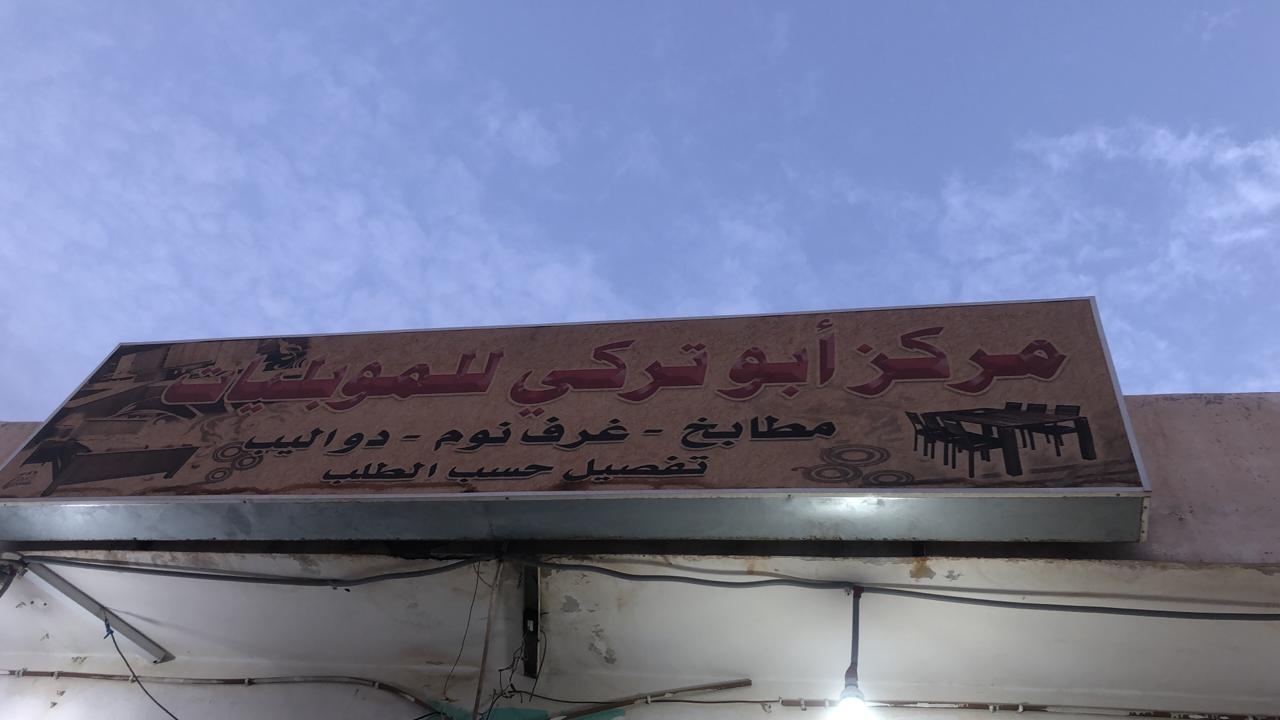 مركز أبو تركي للموبليات
مطابخ - غرف نوم - دواليب
تفصيل حسب الطلب